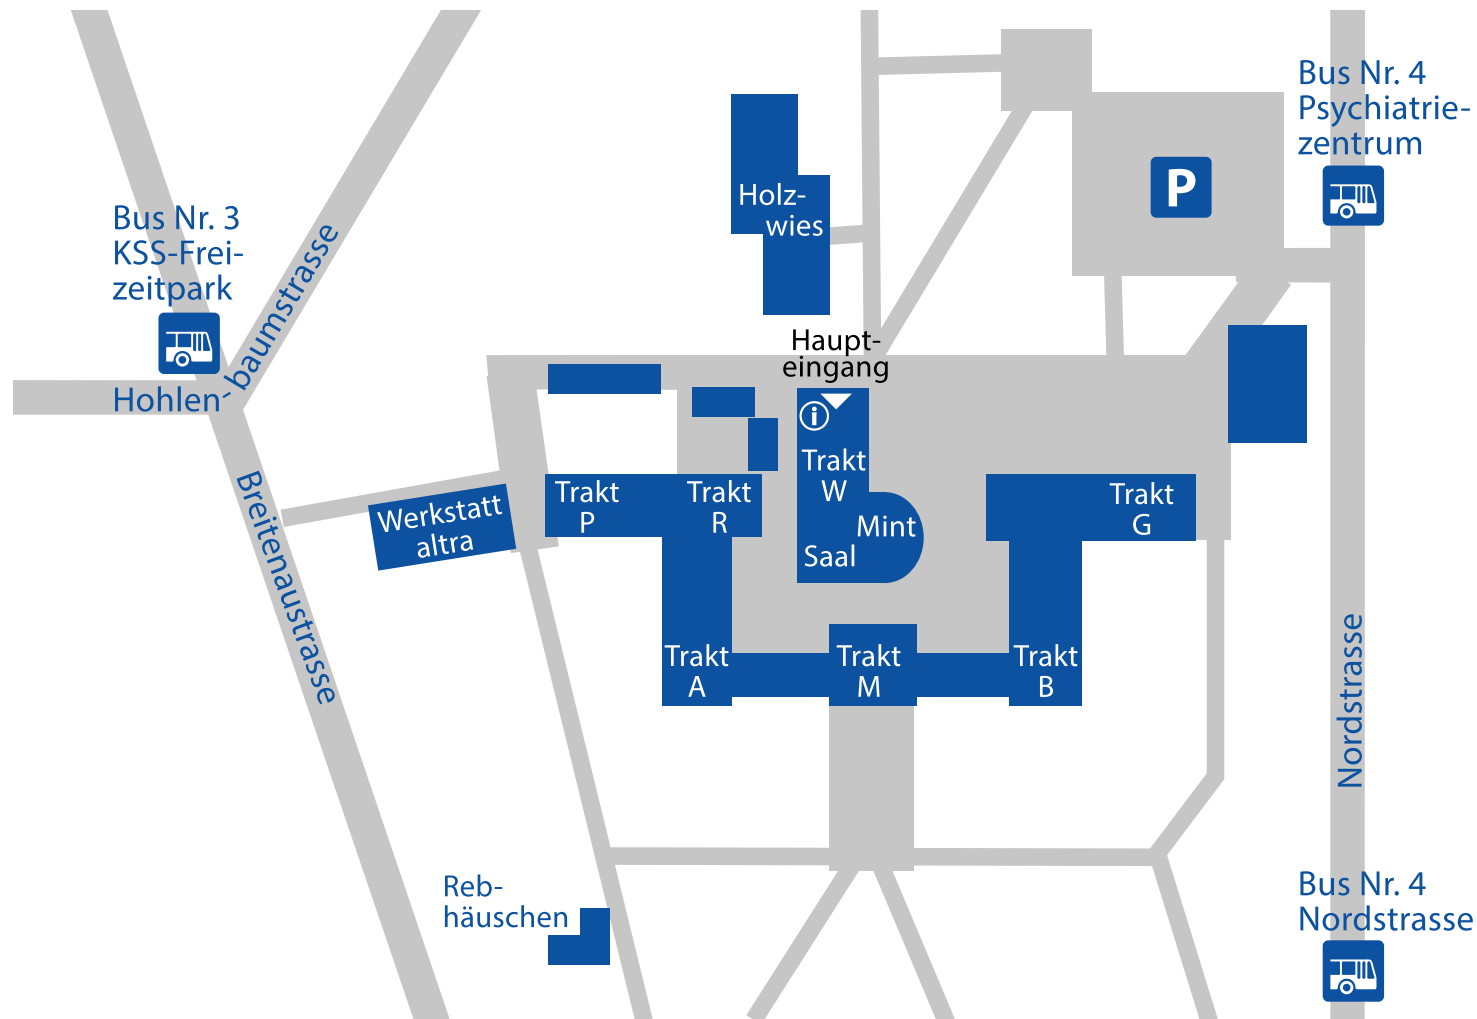 Bus Nr. 4
Psychiatrie-
zentrum
P
Holz-
wies
Bus Nr. 3
KSS-Frei-
zeitpark
Hohlen-
baumstrasse
Haupt-
eingang
i
Trakt
W
Mint
Saal
Trakt
P
Trakt
R
Trakt
G
Werkstatt
altra
Breitenaustrasse
Trakt
A
Trakt
M
Trakt
B
Nordstrasse
Reb-
häuschen
Bus Nr. 4
Nordstrasse